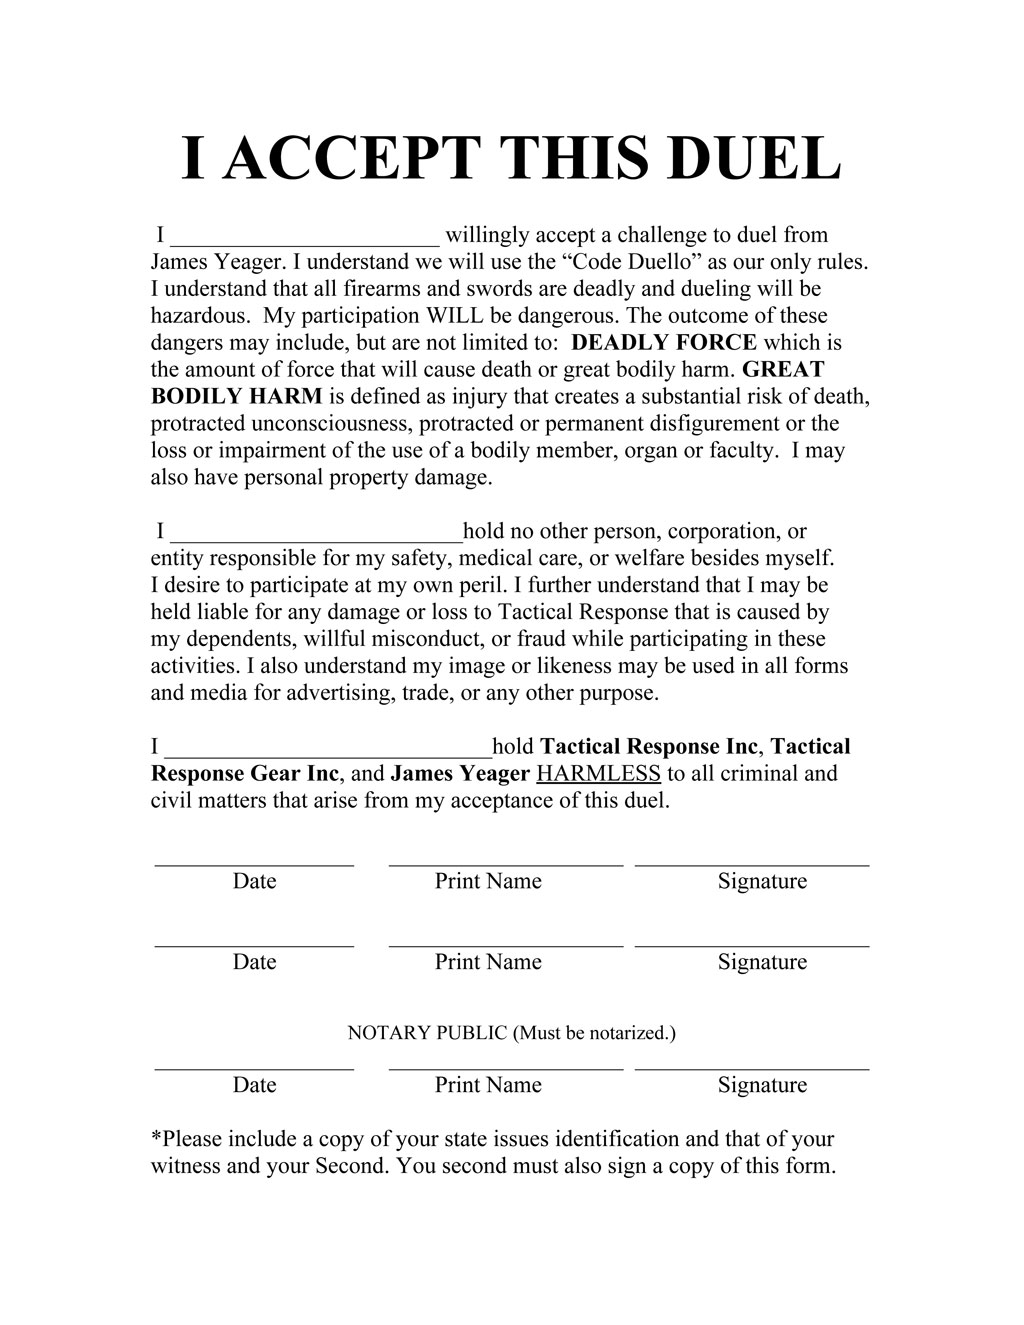 I ACCEPT THIS DUEL
I ______________________ willingly accept a challenge to duel from
James Yeager. I understand we will use the “Code Duello” as our only rules.
I understand that all firearms and swords are deadly and dueling will be
hazardous.  My participation WILL be dangerous. The outcome of these
dangers may include, but are not limited to:  DEADLY FORCE which is
the amount of force that will cause death or great bodily harm. GREAT
BODILY HARM is defined as injury that creates a substantial risk of death,
protracted unconsciousness, protracted or permanent disfigurement or the
loss or impairment of the use of a bodily member, organ or faculty.  I may
also have personal property damage.
I ________________________hold no other person, corporation, or
entity responsible for my safety, medical care, or welfare besides myself.
I desire to participate at my own peril. I further understand that I may be
held liable for any damage or loss to Tactical Response that is caused by
my dependents, willful misconduct, or fraud while participating in these
activities. I also understand my image or likeness may be used in all forms
and media for advertising, trade, or any other purpose.
I ___________________________hold Tactical Response Inc, Tactical
Response Gear Inc, and James Yeager HARMLESS to all criminal and
civil matters that arise from my acceptance of this duel.
Date Print Name Signature
Date Print Name Signature
NOTARY PUBLIC (Must be notarized.)
Date Print Name Signature
*Please include a copy of your state issues identification and that of your
witness and your Second. You second must also sign a copy of this form.